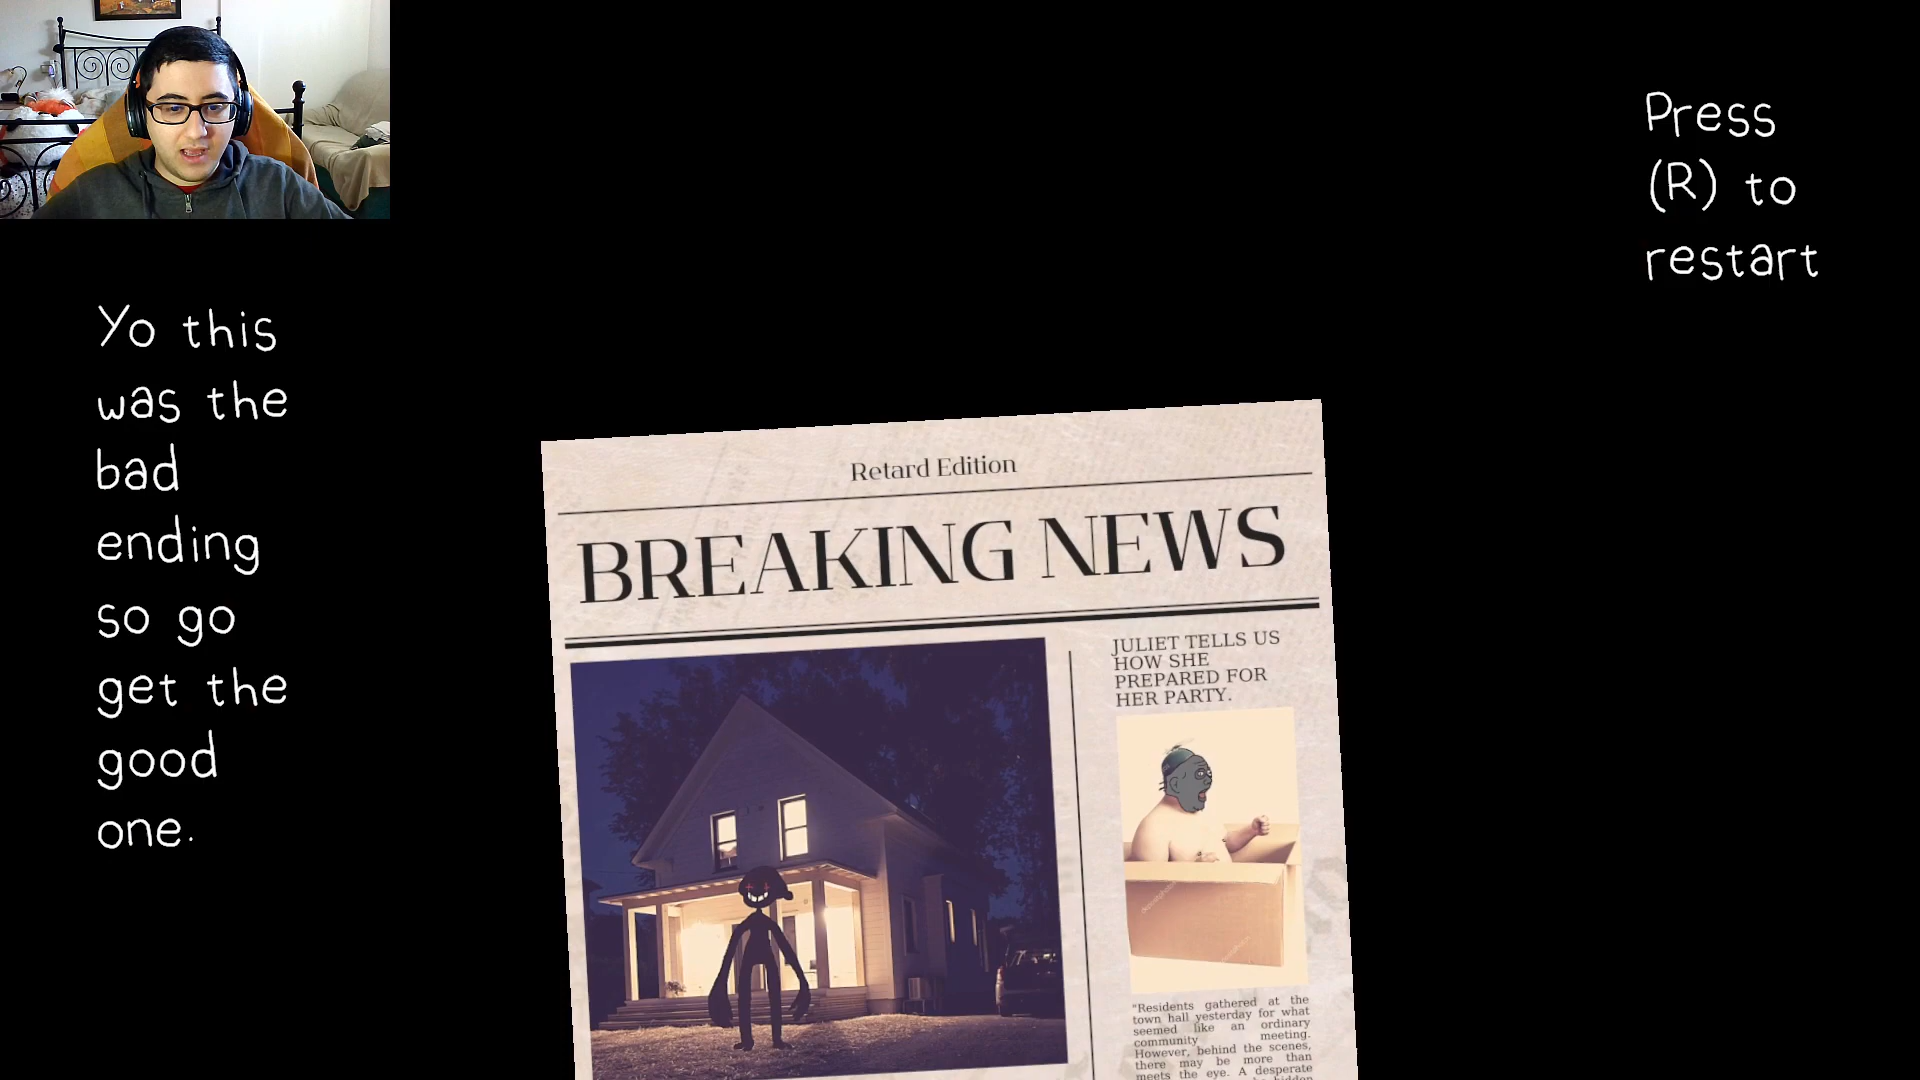 Press
(R) to
restart
Yo this
was the
bad
ending
so go
get the
good
one.
Retard Edition
BREAKING NEWS
JULIET TELLS US
HOW SHE
PREPARED FOR
HER PARTY.
"Residents gathered at the
town hall yesterday for what
seemed like an ordinary
community meeting.
However, behind the scenes,
there may be more than
meets the eye. A desperate